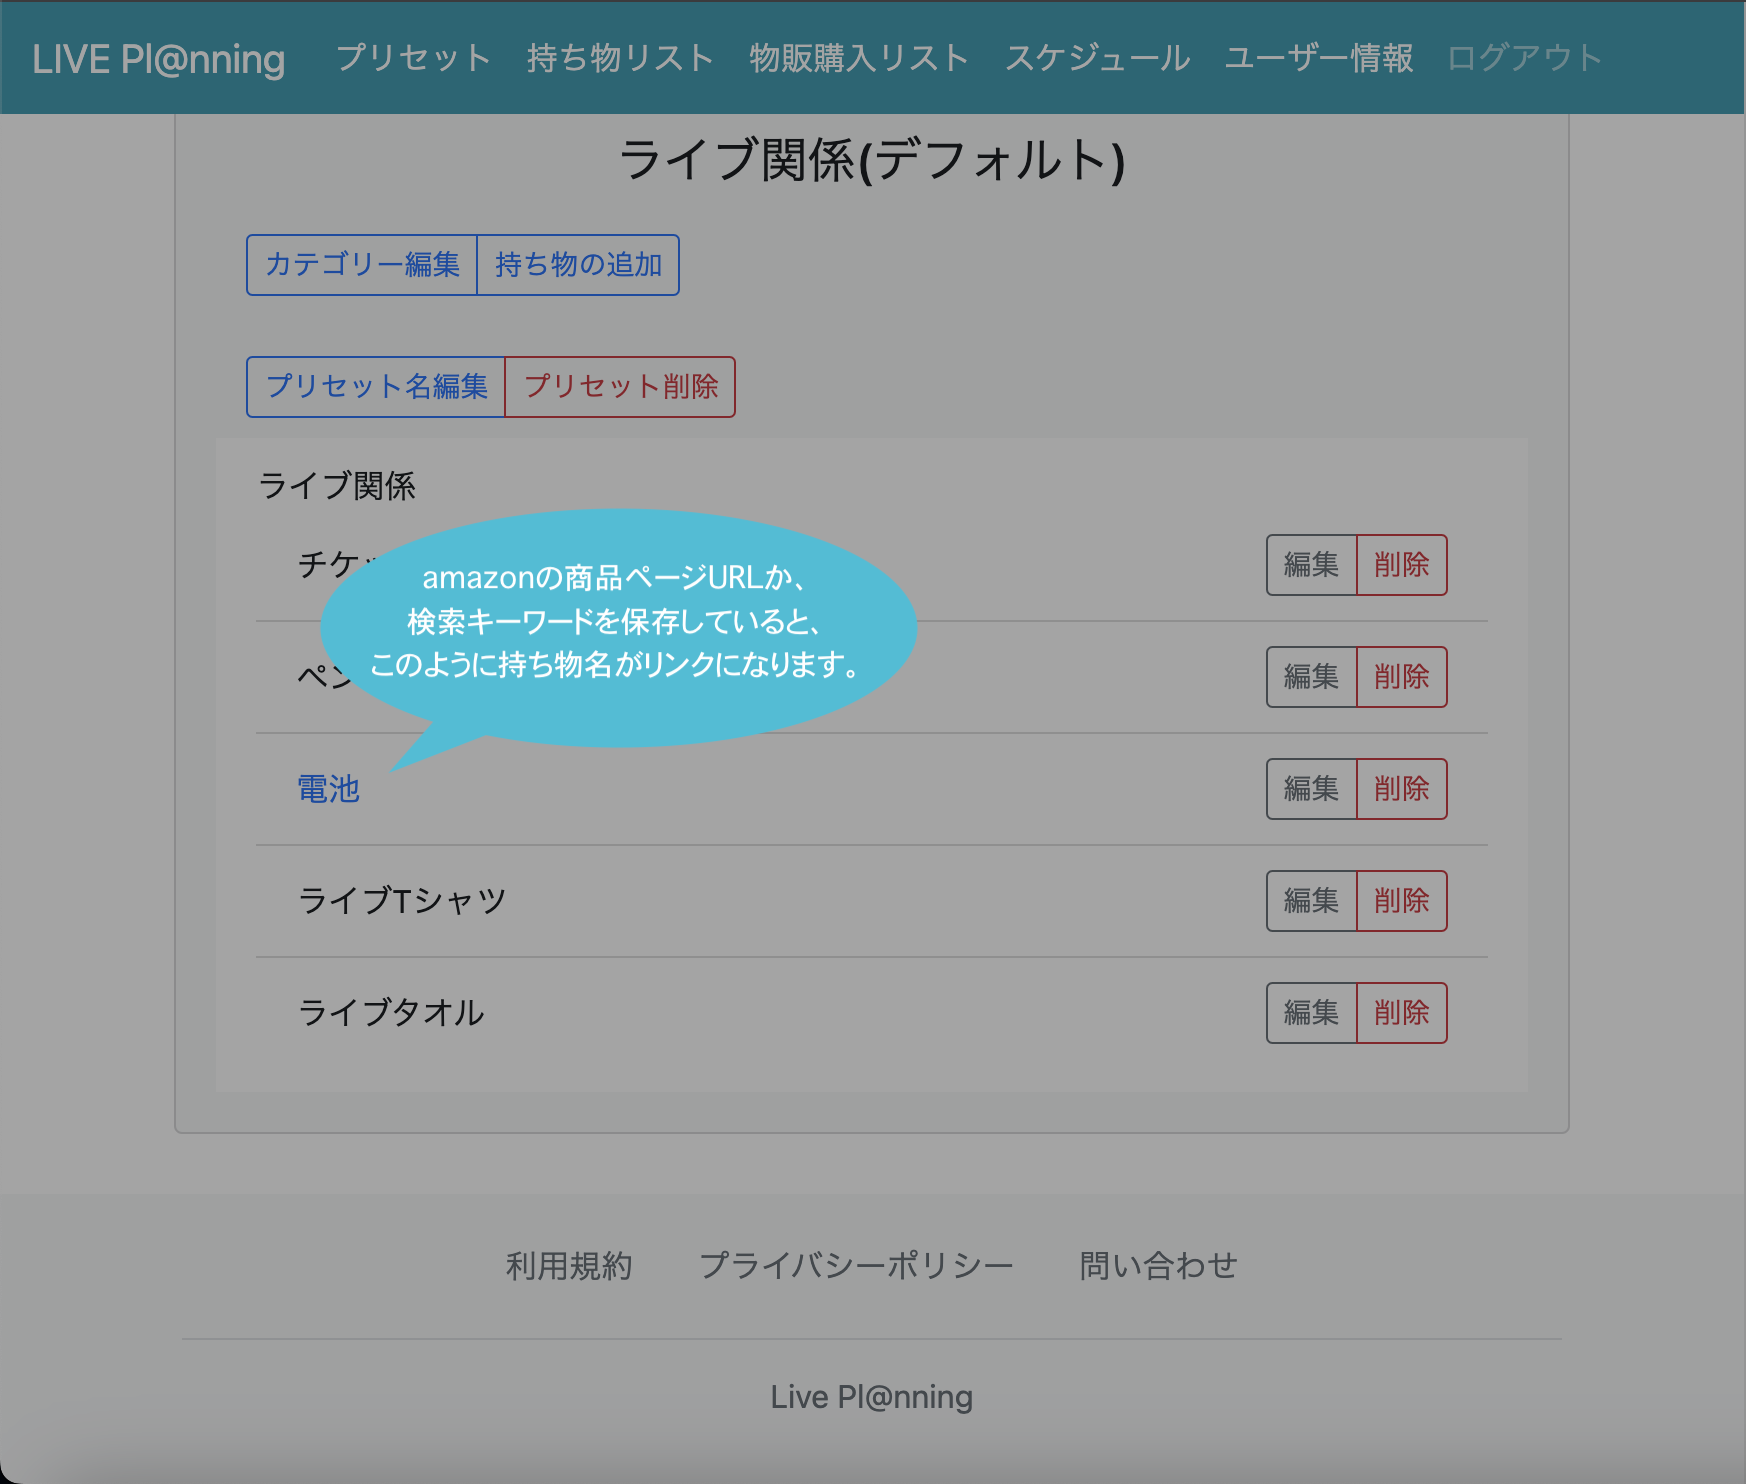 LIVE Pl@nning プリセット 持ち物リスト 物販購入リスト スケジュール ユーザー情報 ログアウト
ライブ関係(デフォルト)
カテゴリー編集 持ち物の追加
プリセット名編集 プリセット削除
ライブ関係
チケ
編集 削除
amazonの商品ページURLか、
検索キーワードを保存していると、
このように持ち物名がリンクになります。
ペン
編集 削除
電池 編集 削除
ライブTシャツ 編集 削除
ライブタオル 編集 削除
利用規約 プライバシーポリシー 問い合わせ
Live Pl@nning